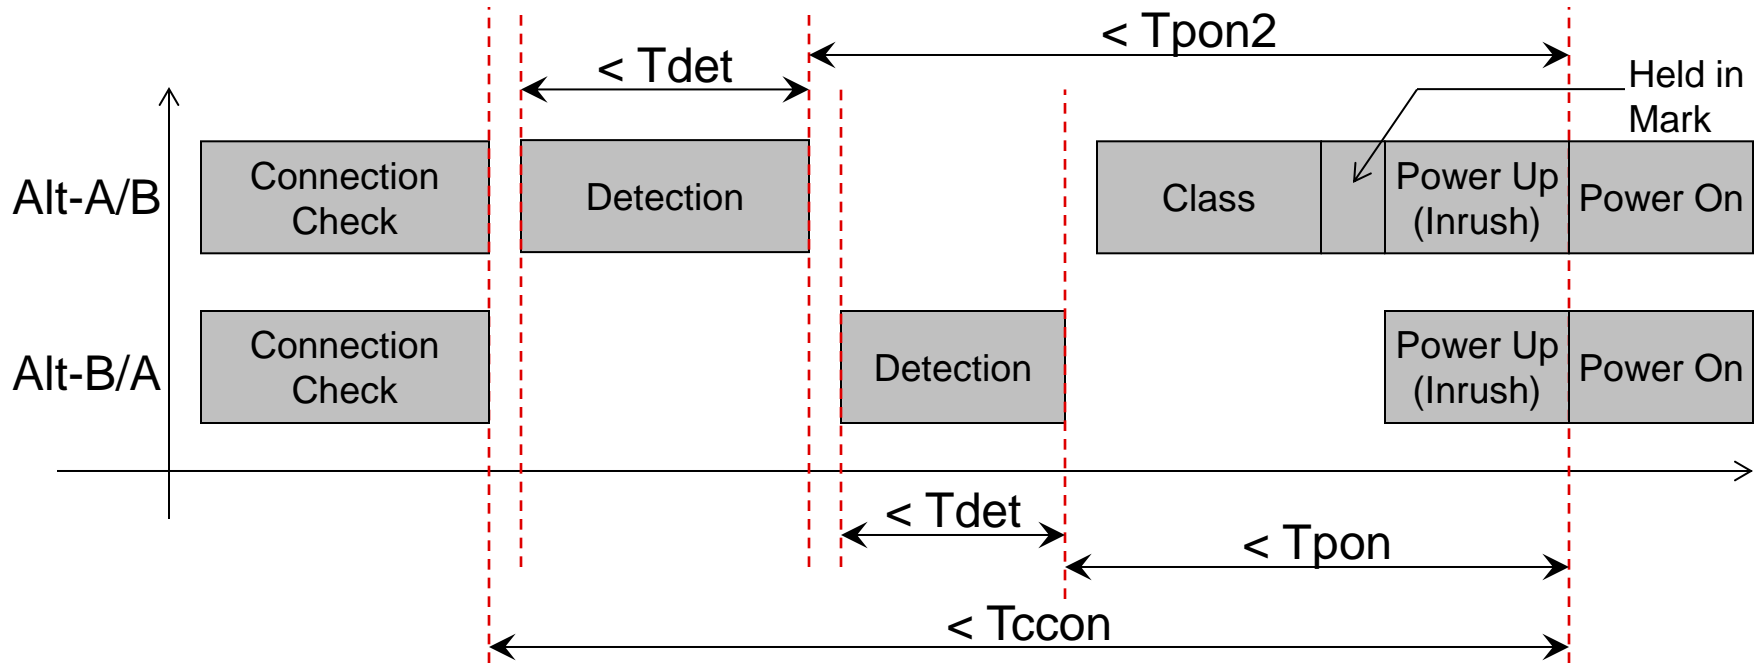 < Tpon2
< Tdet
Held in
Mark
Alt-A/B
Connection
Check
Detection
Class
Power Up
(Inrush)
Power On
Alt-B/A
Connection
Check
Detection
Power Up
(Inrush)
Power On
< Tdet
< Tpon
< Tccon